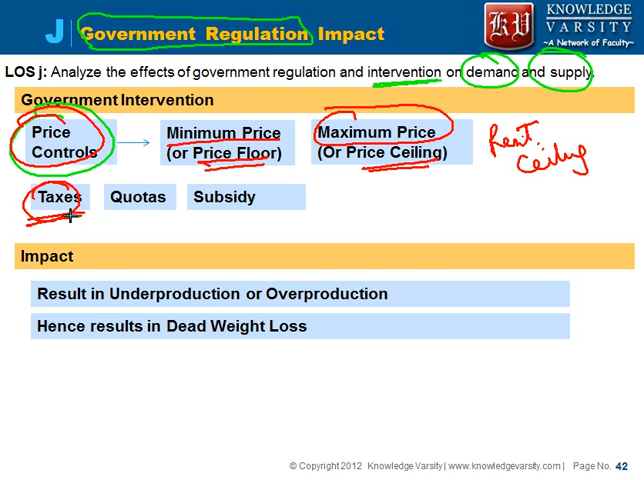 J
Government Regulation Impact
KNOWLEDGE
VARSITY
-A Network of Faculty-
KV
LOS j: Analyze the effects of government regulation and intervention on demand and supply.
Government Intervention
Price
Controls
Minimum Price
(or Price Floor)
Maximum Price
(Or Price Ceiling)
Rent
Ceiling
Taxes
Quotas
Subsidy
Impact
Result in Underproduction or Overproduction
Hence results in Dead Weight Loss
© Copyright 2012 Knowledge Varsity | www.knowledgevarsity.com | Page No. 42